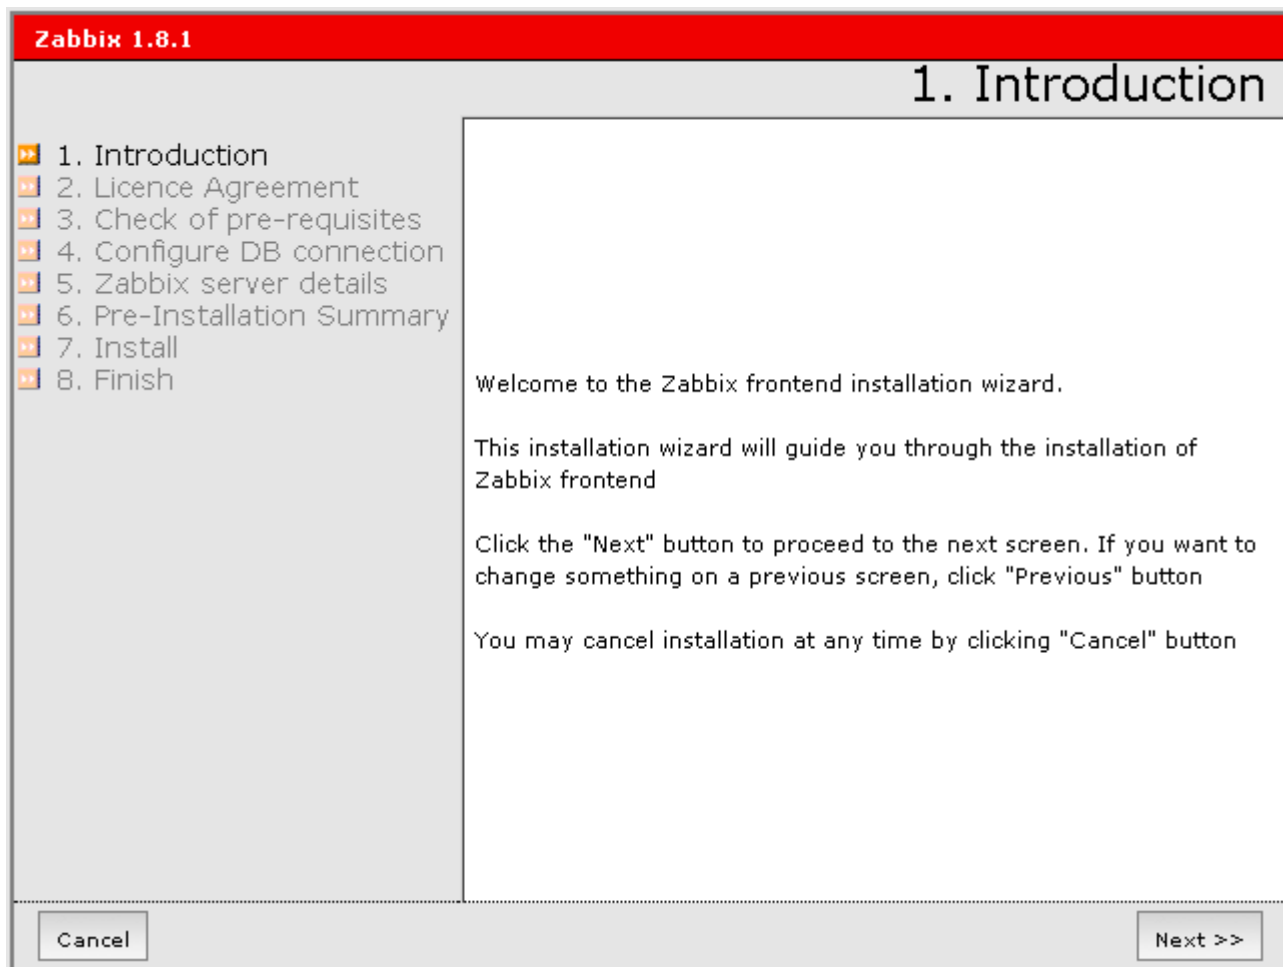 Zabbix 1.8.1
1. Introduction
1. Introduction
2. Licence Agreement
3. Check of pre-requisites
4. Configure DB connection
5. Zabbix server details
6. Pre-Installation Summary
7. Install
8. Finish
Welcome to the Zabbix frontend installation wizard.
This installation wizard will guide you through the installation of
Zabbix frontend
Click the "Next" button to proceed to the next screen. If you want to
change something on a previous screen, click "Previous" button
You may cancel installation at any time by clicking "Cancel" button
Cancel
Next >>